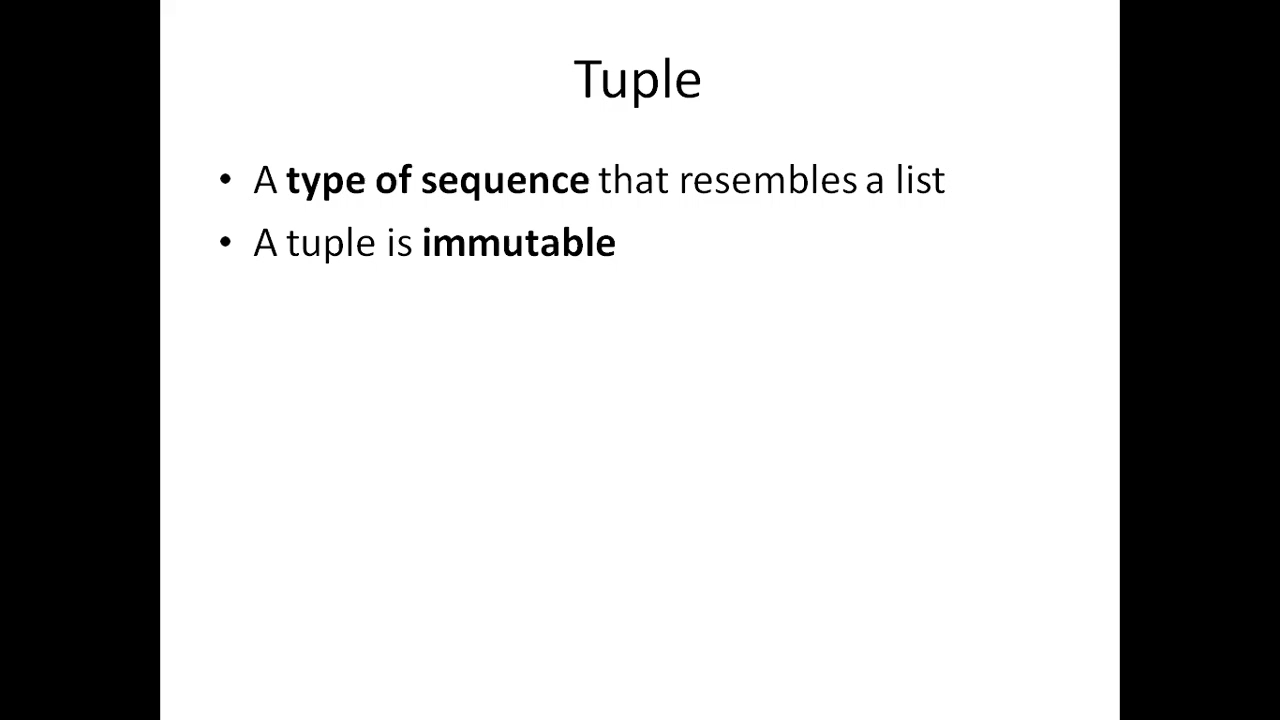 Tuple
• A type of sequence that resembles a list
• A tuple is immutable